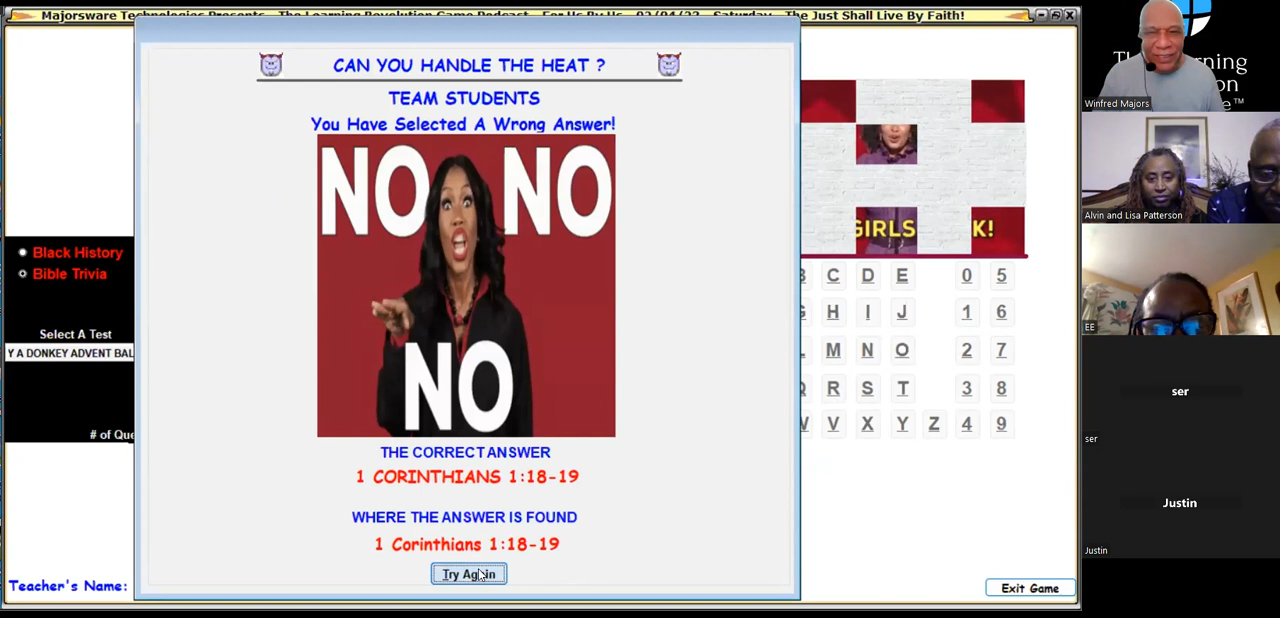 Majorsware Technologies Presents - The Learning Revolution Game Podcast - For Us By Us - 02/04/23 - Saturday - The Just Shall Live By Faith!
CAN YOU HANDLE THE HEAT ?
TEAM STUDENTS
You Have Selected A Wrong Answer!
NO NO
NO
THE CORRECT ANSWER
1 CORINTHIANS 1:18-19
WHERE THE ANSWER IS FOUND
1 Corinthians 1:18-19
Try Again
Black History
Bible Trivia
Select A Test
Y A DONKEY ADVENT BAL
# of Que
Teacher's Name:
GIRLS K!
C D E 0 5
H I J 1 6
M N O 2 7
R S T 3 8
V X Y Z 4 9
Exit Game
Winfred Majors
Alvin and Lisa Patterson
EE
ser
ser
Justin
Justin